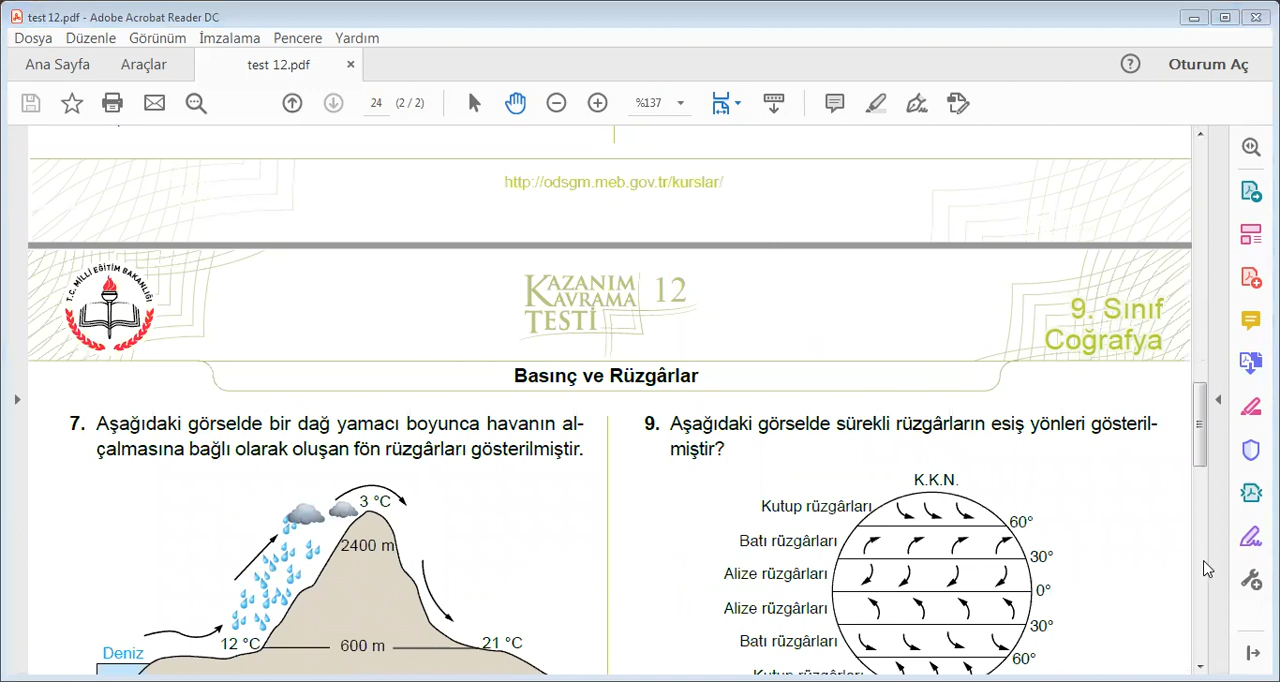 test 12.pdf - Adobe Acrobat Reader DC
Dosya Düzenle Görünüm İmzalama Pencere Yardım
Ana Sayfa Araçlar test 12.pdf × Oturum Aç
24 (2 / 2) %137
http://odsgm.meb.gov.tr/kurslar/
T.C. MİLLİ EĞİTİM BAKANLIĞI
KAZANIM
KAVRAMA
TESTİ
12
9. Sınıf
Coğrafya
Basınç ve Rüzgârlar
7. Aşağıdaki görselde bir dağ yamacı boyunca havanın al-
çalmasına bağlı olarak oluşan fön rüzgârları gösterilmiştir.
3 °C
2400 m
12 °C
600 m
21 °C
Deniz
9. Aşağıdaki görselde sürekli rüzgârların esiş yönleri gösteril-
miştir?
K.K.N.
Kutup rüzgârları
60°
Batı rüzgârları
30°
Alize rüzgârları
0°
Alize rüzgârları
30°
Batı rüzgârları
60°
Kutup rüzgârları